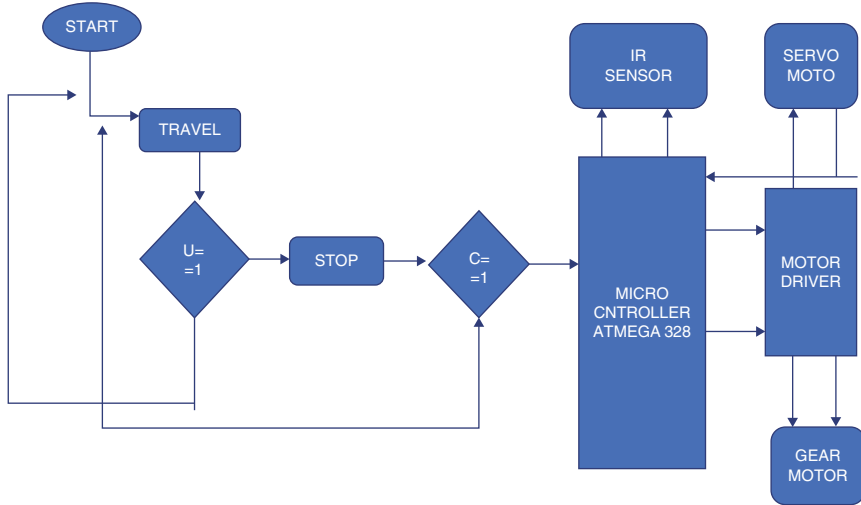 START
TRAVEL
U=
=1
STOP
C=
=1
IR
SENSOR
MICRO
CNTROLLER
ATMEGA 328
SERVO
MOTO
MOTOR
DRIVER
GEAR
MOTOR